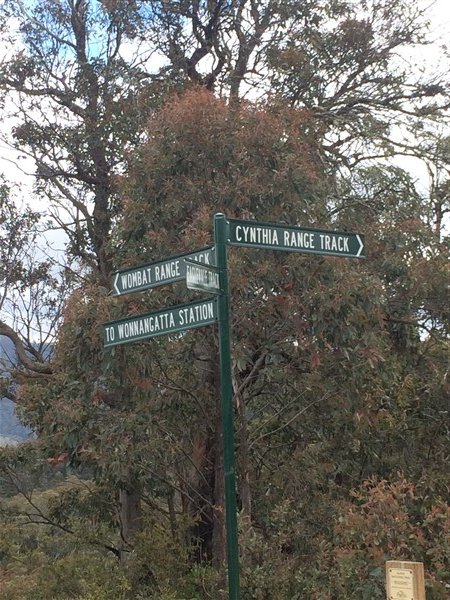 CYNTHIA RANGE TRACK
WOMBAT RANGE TRACK
TO WONNANGATTA STATION